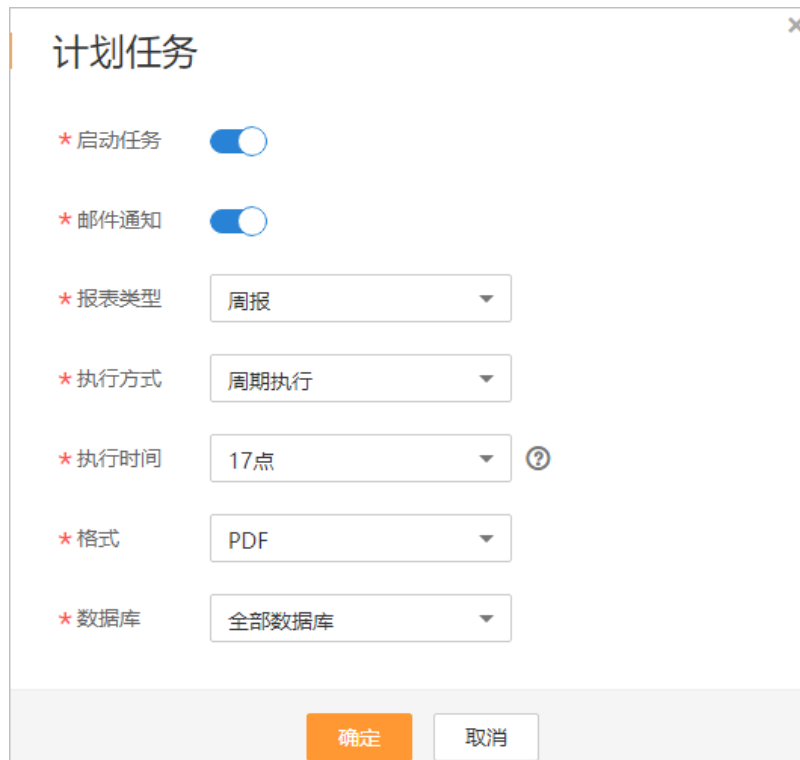 计划任务
* 启动任务
* 邮件通知
* 报表类型 周报
* 执行方式 周期执行
* 执行时间 17点 ?
* 格式 PDF
* 数据库 全部数据库
确定 取消